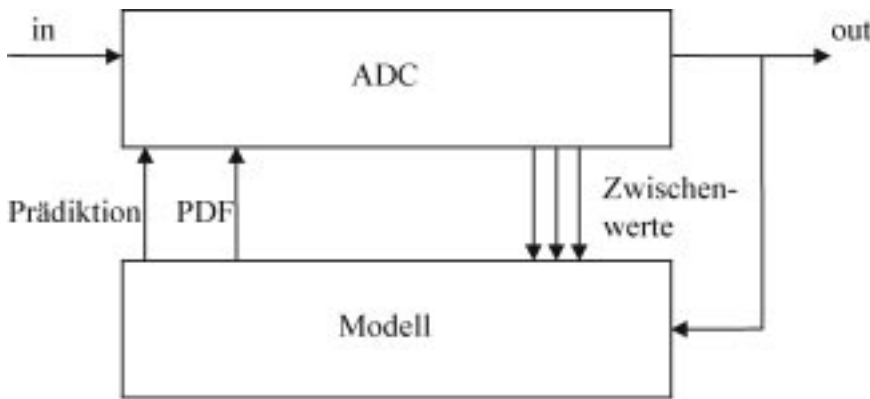 in
out
ADC
Prädiktion
PDF
Zwischen-
werte
Modell